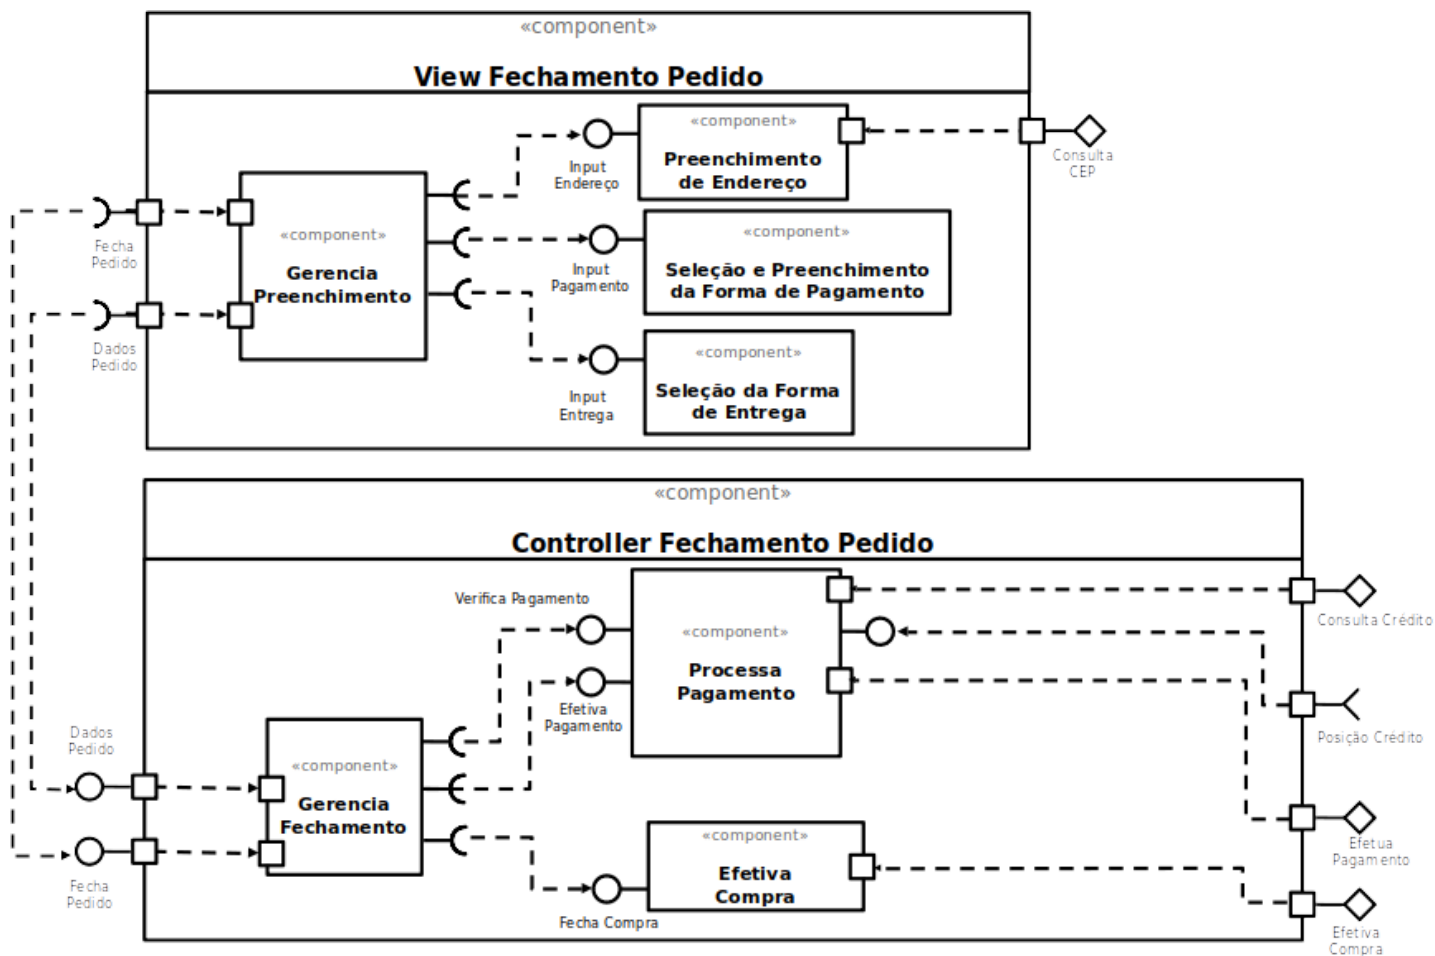 «component»
View Fechamento Pedido
«component»
Preenchimento
de Endereço
Input
Endereço
Consulta
CEP
«component»
Gerencia
Preenchimento
Fecha
Pedido
Dados
Pedido
«component»
Seleção e Preenchimento
da Forma de Pagamento
Input
Pagamento
«component»
Seleção da Forma
de Entrega
Input
Entrega
«component»
Controller Fechamento Pedido
Verifica Pagamento
«component»
Processa
Pagamento
Efetiva
Pagamento
Consulta Crédito
Posição Crédito
Dados
Pedido
«component»
Gerencia
Fechamento
Fecha
Pedido
«component»
Efetiva
Compra
Fecha Compra
Efetua
Pagamento
Efetiva
Compra